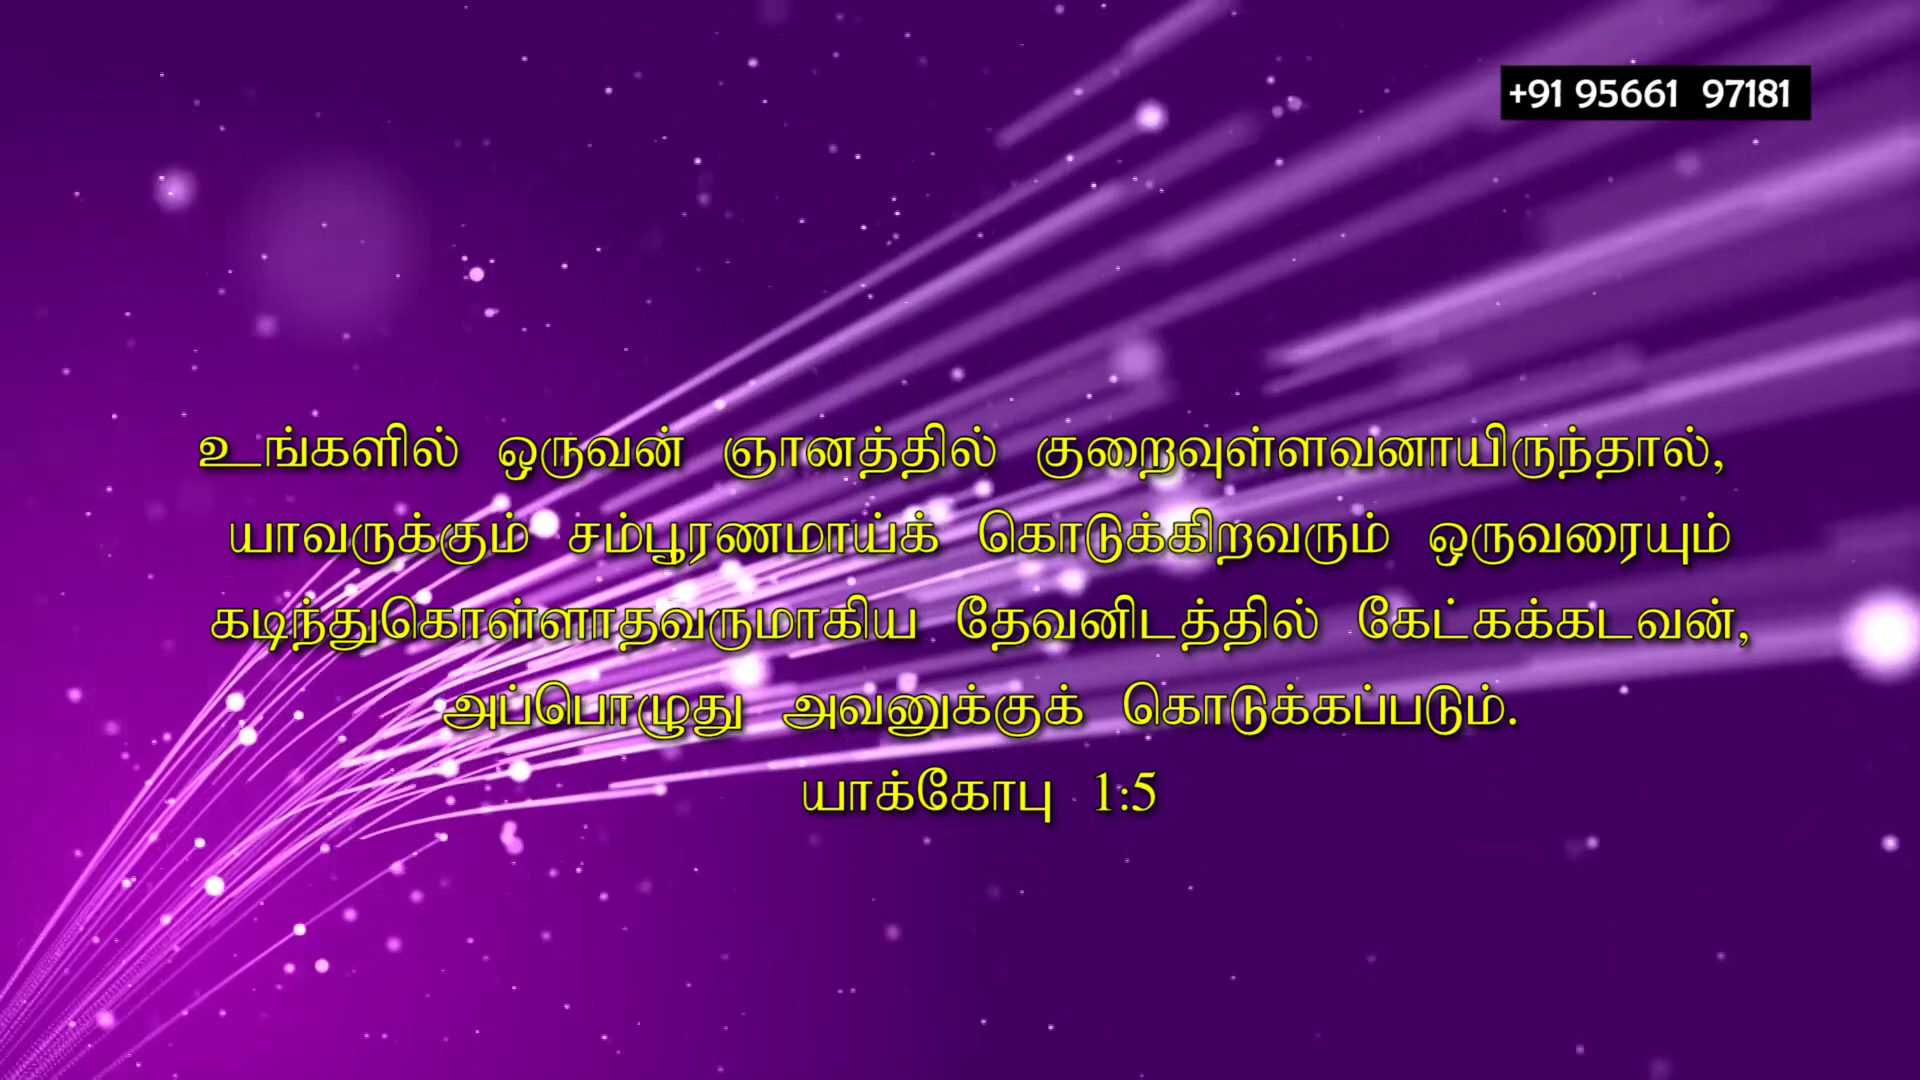 +91 95661 97181
உங்களில் ஒருவன் ஞானத்தில் குறைவுள்ளவனாயிருந்தால்,
யாவருக்கும் சம்பூரணமாய்க் கொடுக்கிறவரும் ஒருவரையும்
கடிந்துகொள்ளாதவருமாகிய தேவனிடத்தில் கேட்கக்கடவன்,
அப்பொழுது அவனுக்குக் கொடுக்கப்படும்.
யாக்கோபு 1:5